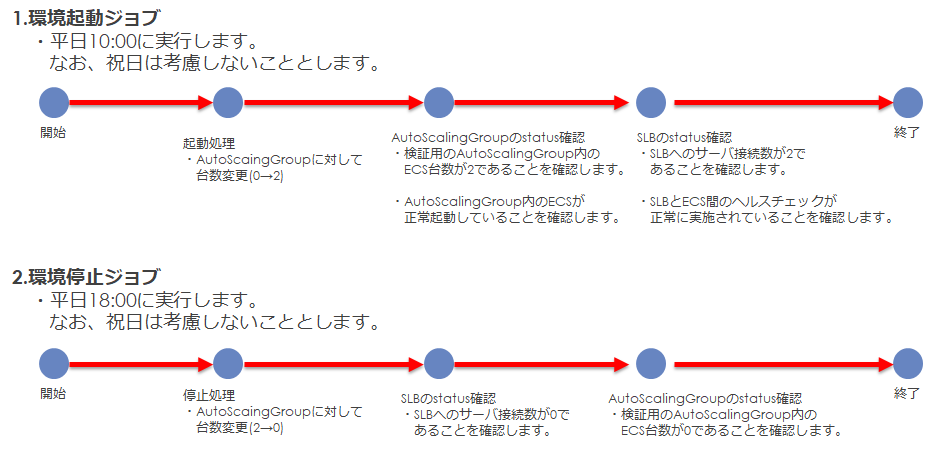 1.環境起動ジョブ
・平日10:00に実行します。
なお、祝日は考慮しないこととします。
開始
起動処理
・AutoScaingGroupに対して
台数変更(0→2)
AutoScalingGroupのstatus確認
・検証用のAutoScalingGroup内の
ECS台数が2であることを確認します。
・AutoScalingGroup内のECSが
正常起動していることを確認します。
SLBのstatus確認
・SLBへのサーバ接続数が2で
あることを確認します。
・SLBとECS間のヘルスチェックが
正常に実施されていることを確認します。
終了
2.環境停止ジョブ
・平日18:00に実行します。
なお、祝日は考慮しないこととします。
開始
停止処理
・AutoScaingGroupに対して
台数変更(2→0)
SLBのstatus確認
・SLBへのサーバ接続数が0で
あることを確認します。
AutoScalingGroupのstatus確認
・検証用のAutoScalingGroup内の
ECS台数が0であることを確認します。
終了